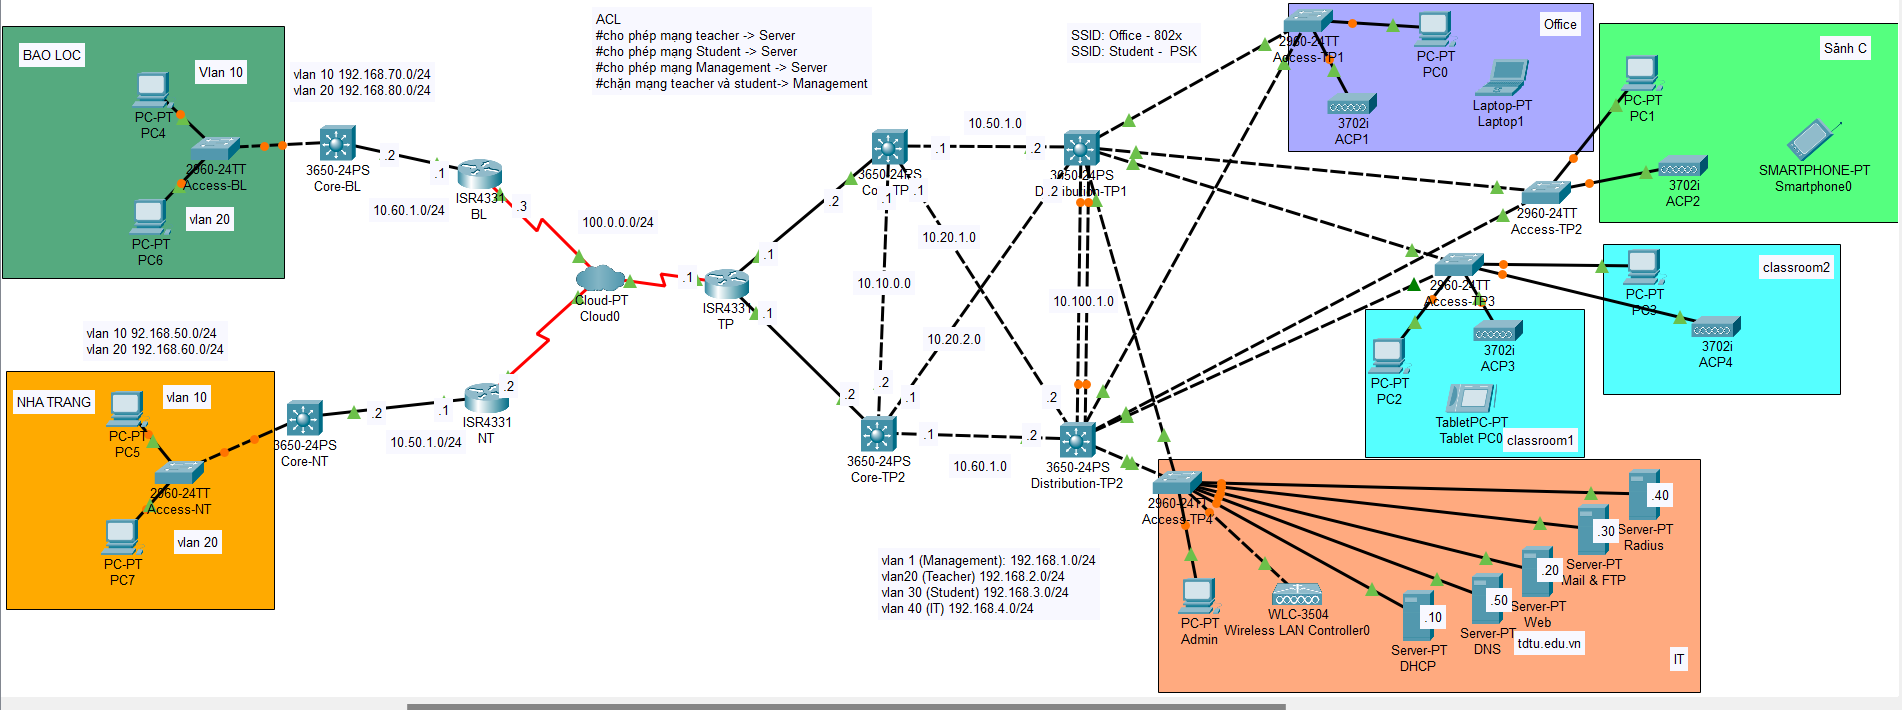 BAO LOC
Vlan 10
PC-PT
PC4
2960-24TT
Access-BL
PC-PT
PC6
vlan 20
vlan 10 192.168.70.0/24
vlan 20 192.168.80.0/24
3650-24PS
Core-BL
.2
.1
10.60.1.0/24
ISR4331
BL
.3
100.0.0.0/24
Cloud-PT
Cloud0
.1
ISR4331
TP
.1
.1
vlan 10 92.168.50.0/24
vlan 20 192.168.60.0/24
NHA TRANG
vlan 10
PC-PT
PC5
2960-24TT
Access-NT
PC-PT
PC7
vlan 20
3650-24PS
Core-NT
.2
.1
10.50.1.0/24
ISR4331
NT
.2
ACL
#cho phép mạng teacher -> Server
#cho phép mạng Student -> Server
#cho phép mạng Management -> Server
#chặn mạng teacher và student-> Management
SSID: Office - 802x
SSID: Student -  PSK
.2
3650-24PS
.1
.1
.1
10.50.1.0
.2
3650-24PS
.2
10.20.1.0
10.10.0.0
10.20.2.0
10.100.1.0
.2
.2
.1
.2
3650-24PS
Core-TP2
.1
.2
10.60.1.0
3650-24PS
Distribution-TP2
Office
2960-24TT
Access-TP1
PC-PT
PC0
3702i
ACP1
Laptop-PT
Laptop1
Sảnh C
PC-PT
PC1
3702i
ACP2
SMARTPHONE-PT
Smartphone0
2960-24TT
Access-TP2
2960-24TT
Access-TP3
classroom2
PC-PT
PC3
3702i
ACP4
3702i
ACP3
PC-PT
PC2
TabletPC-PT
Tablet PC0
classroom1
vlan 1 (Management): 192.168.1.0/24
vlan20 (Teacher) 192.168.2.0/24
vlan 30 (Student) 192.168.3.0/24
vlan 40 (IT) 192.168.4.0/24
2960-24TT
Access-TP4
PC-PT
Admin
WLC-3504
Wireless LAN Controller0
.10
Server-PT
DHCP
.50
Server-PT
DNS
.20
Server-PT
Web
tdtu.edu.vn
.30
Server-PT
Mail & FTP
.40
Server-PT
Radius
IT